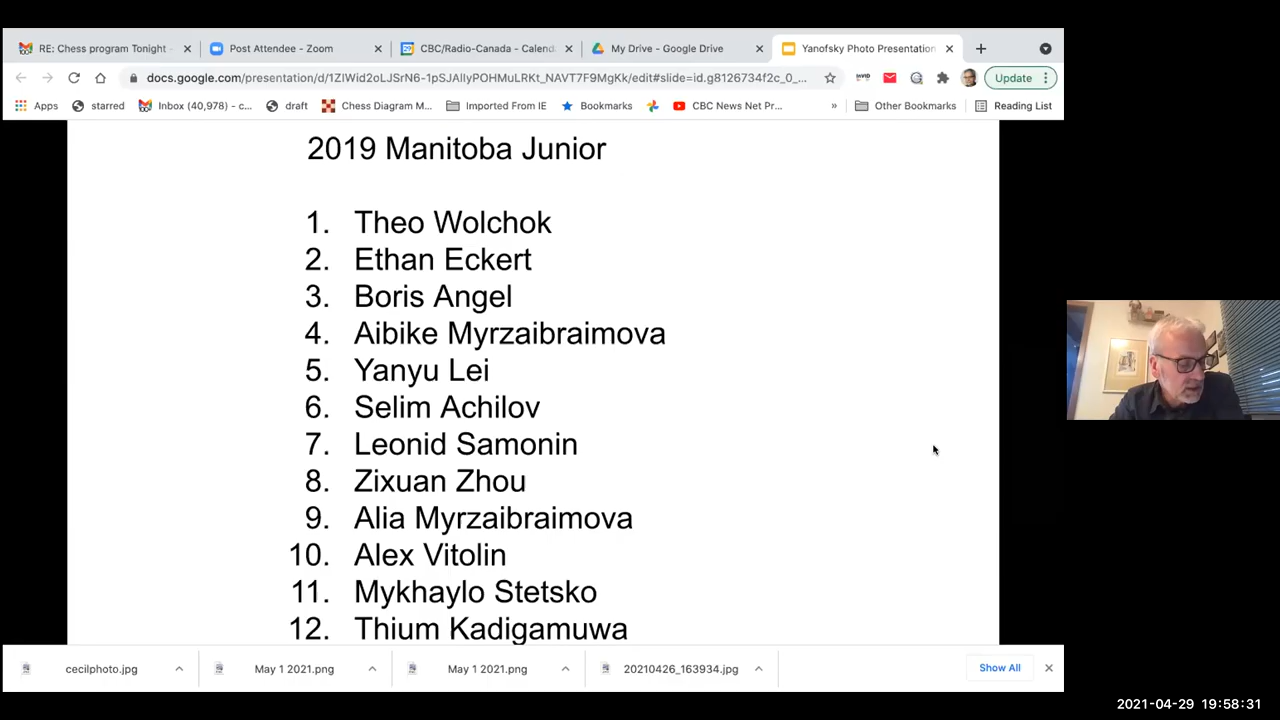 RE: Chess program Tonight -
Post Attendee - Zoom
CBC/Radio-Canada - Calend
My Drive - Google Drive
Yanofsky Photo Presentation
docs.google.com/presentation/d/1ZIWid2oLJSrN6-1pSJAIlyPOHMuLRKt_NAVT7F9MgKk/edit#slide=id.g8126734f2c_0_...
Update
Apps
starred
Inbox (40,978) - c...
draft
Chess Diagram M...
Imported From IE
Bookmarks
CBC News Net Pr...
»
Other Bookmarks
Reading List
2019 Manitoba Junior
1. Theo Wolchok
2. Ethan Eckert
3. Boris Angel
4. Aibike Myrzaibraimova
5. Yanyu Lei
6. Selim Achilov
7. Leonid Samonin
8. Zixuan Zhou
9. Alia Myrzaibraimova
10. Alex Vitolin
11. Mykhaylo Stetsko
12. Thium Kadigamuwa
cecilphoto.jpg
May 1 2021.png
May 1 2021.png
20210426_163934.jpg
Show All
2021-04-29 19:58:31